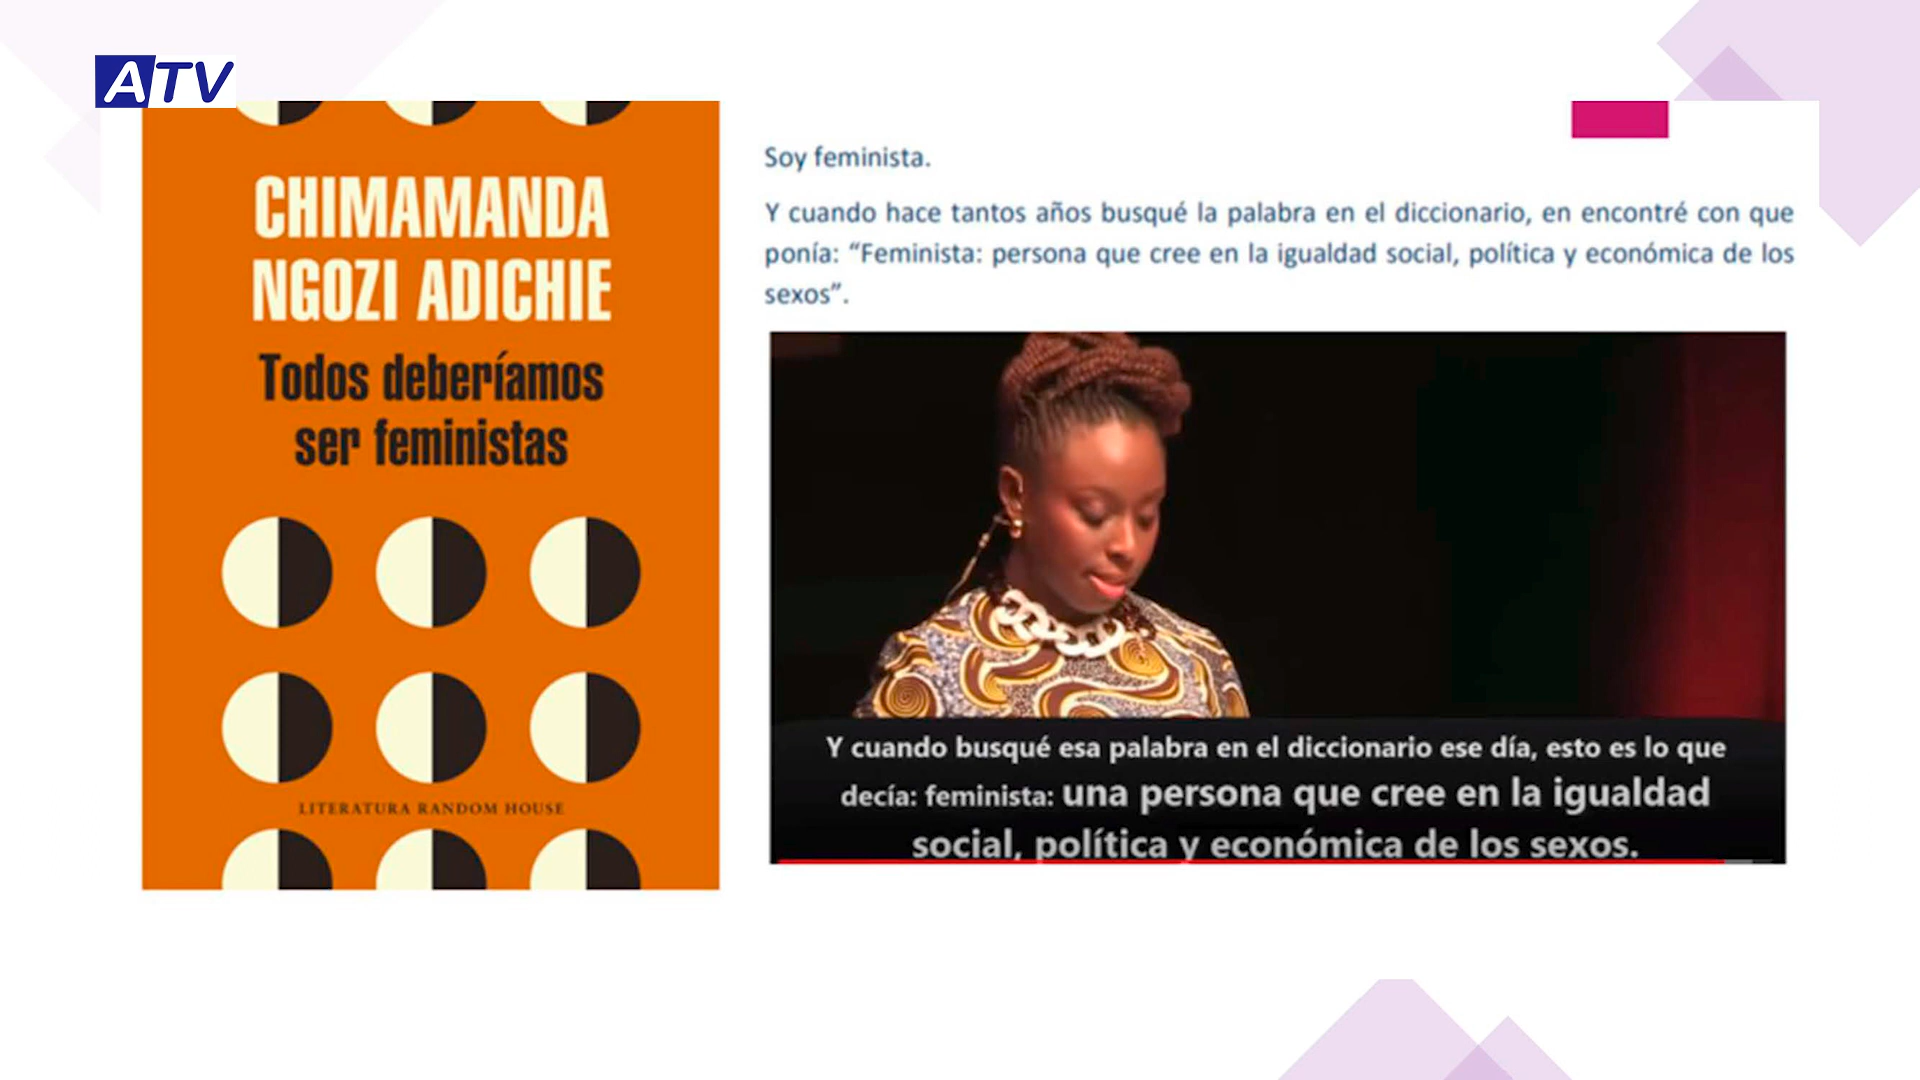 ATV
CHIMAMANDA
NGOZI ADICHIE
Todos deberíamos
ser feministas
LITERATURA RANDOM HOUSE
Soy feminista.
Y cuando hace tantos años busqué la palabra en el diccionario, en encontré con que
ponía: “Feminista: persona que cree en la igualdad social, política y económica de los
sexos”.
Y cuando busqué esa palabra en el diccionario ese día, esto es lo que
decía: feminista: una persona que cree en la igualdad
social, política y económica de los sexos.